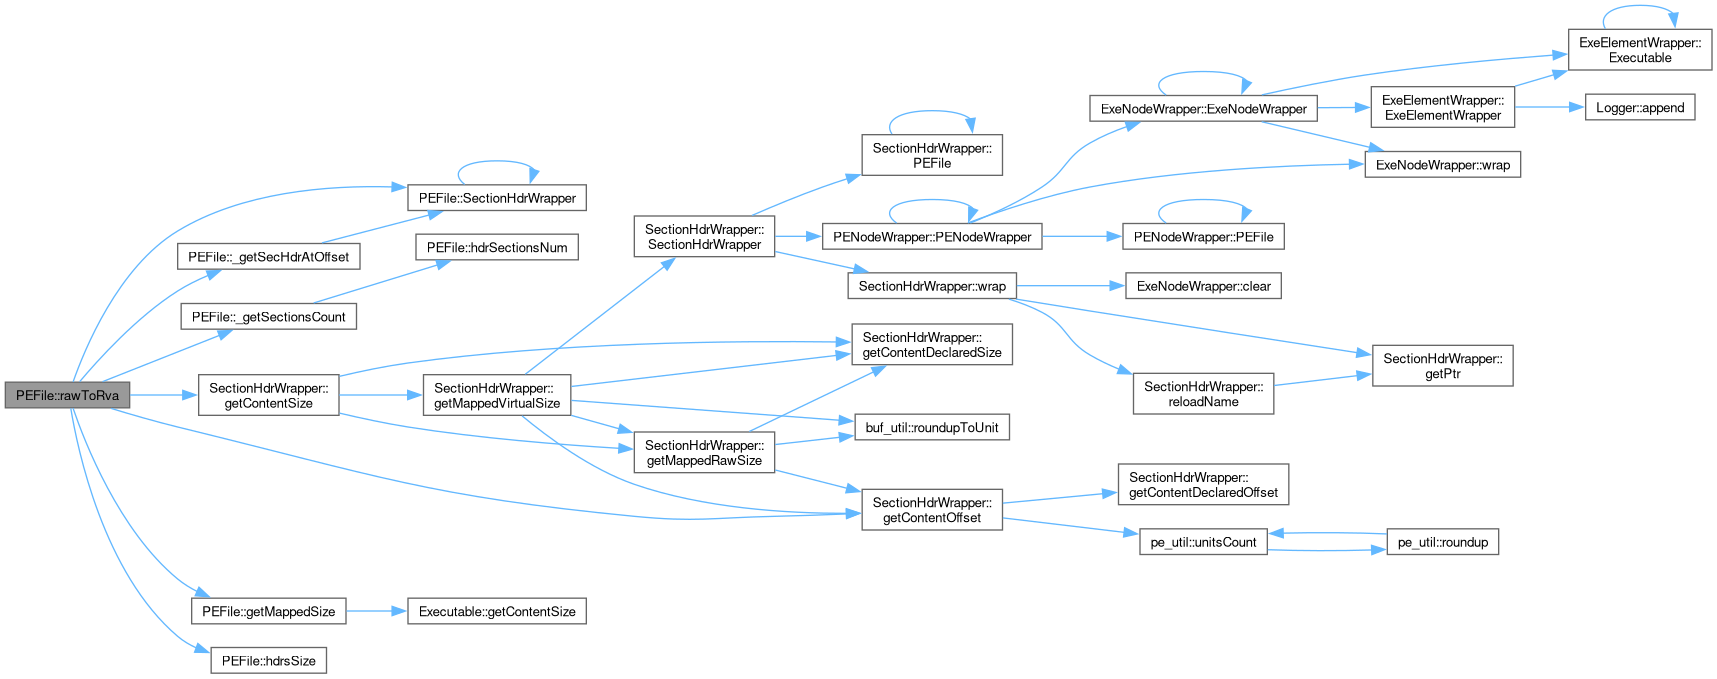 ExeElementWrapper::
Executable
ExeNodeWrapper::ExeNodeWrapper
ExeElementWrapper::
ExeElementWrapper
Logger::append
SectionHdrWrapper::
PEFile
ExeNodeWrapper::wrap
PEFile::SectionHdrWrapper
SectionHdrWrapper::
SectionHdrWrapper
PENodeWrapper::PENodeWrapper
PENodeWrapper::PEFile
PEFile::hdrSectionsNum
PEFile::_getSecHdrAtOffset
SectionHdrWrapper::wrap
ExeNodeWrapper::clear
PEFile::_getSectionsCount
SectionHdrWrapper::
getContentDeclaredSize
SectionHdrWrapper::
getPtr
PEFile::rawToRva
SectionHdrWrapper::
getContentSize
SectionHdrWrapper::
getMappedVirtualSize
SectionHdrWrapper::
reloadName
buf_util::roundupToUnit
SectionHdrWrapper::
getMappedRawSize
SectionHdrWrapper::
getContentDeclaredOffset
SectionHdrWrapper::
getContentOffset
pe_util::unitsCount
pe_util::roundup
PEFile::getMappedSize
Executable::getContentSize
PEFile::hdrsSize